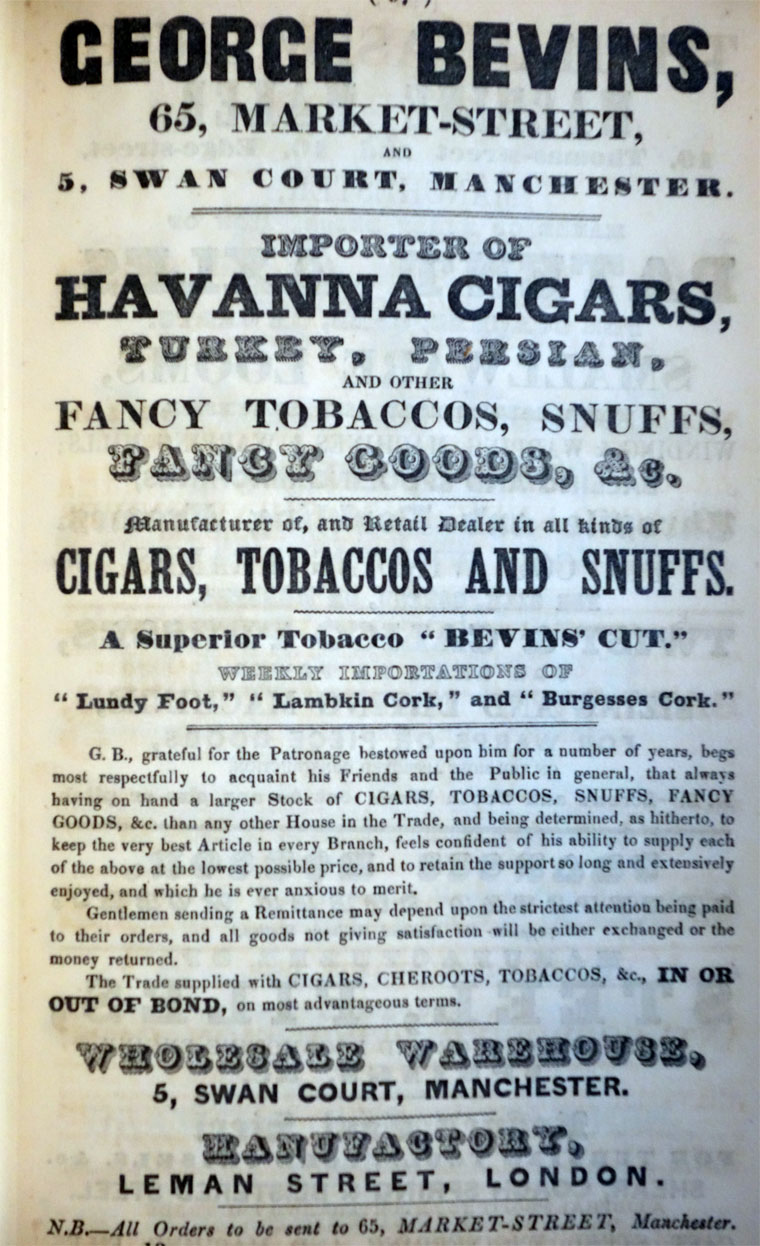 GEORGE BEVINS,
65, MARKET-STREET,
AND
5, SWAN COURT, MANCHESTER.
IMPORTER OF
HAVANNA CIGARS,
TURKEY, PERSIAN,
AND OTHER
FANCY TOBACCOS, SNUFFS,
FANCY GOODS, &c.
Manufacturer of, and Retail Dealer in all kinds of
CIGARS, TOBACCOS AND SNUFFS.
A Superior Tobacco "BEVINS' CUT."
WEEKLY IMPORTATIONS OF
"Lundy Foot," "Lambkin Cork," and "Burgesses Cork."
G. B., grateful for the Patronage bestowed upon him for a number of years, begs
most respectfully to acquaint his Friends and the Public in general, that always
having on hand a larger Stock of CIGARS, TOBACCOS, SNUFFS, FANCY
GOODS, &c. than any other House in the Trade, and being determined, as hitherto, to
keep the very best Article in every Branch, feels confident of his ability to supply each
of the above at the lowest possible price, and to retain the support so long and extensively
enjoyed, and which he is ever anxious to merit.
Gentlemen sending a Remittance may depend upon the strictest attention being paid
to their orders, and all goods not giving satisfaction will be either exchanged or the
money returned.
The Trade supplied with CIGARS, CHEROOTS, TOBACCOS, &c., IN OR
OUT OF BOND, on most advantageous terms.
WHOLESALE WAREHOUSE,
5, SWAN COURT, MANCHESTER.
MANUFACTORY,
LEMAN STREET, LONDON.
N.B.—All Orders to be sent to 65, MARKET-STREET, Manchester.